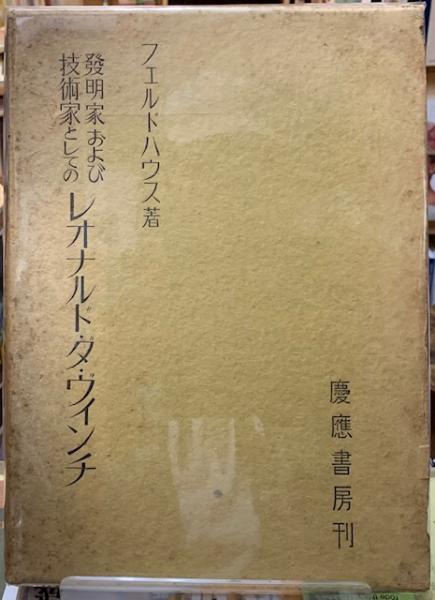 フェルドハウス著
發明家および
技術家としての
レオナルド・ダ・ヴインチ
慶應書房刊